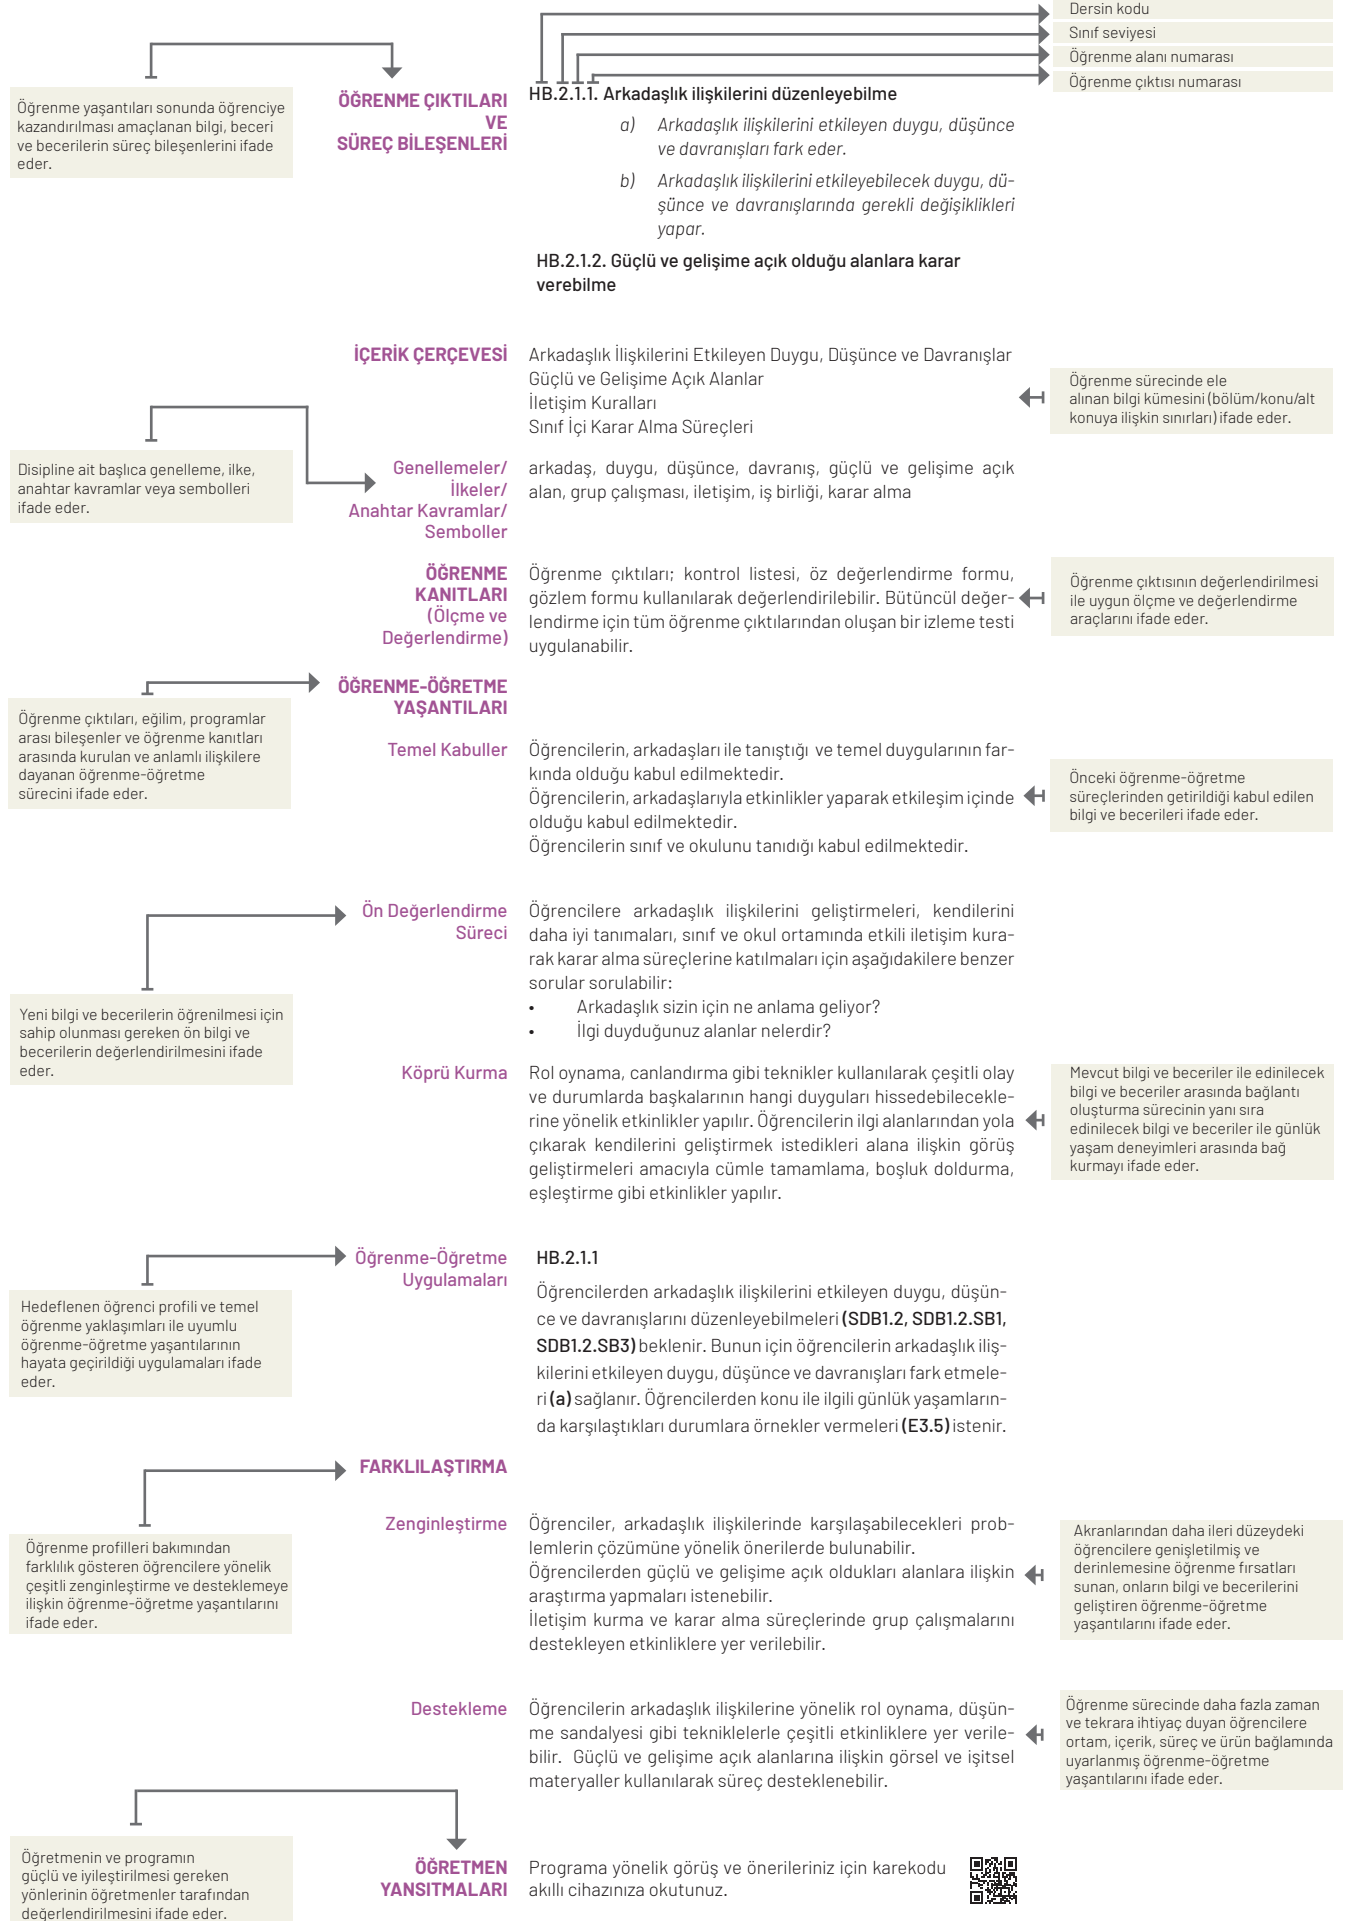 Dersin kodu
Sınıf seviyesi
Öğrenme alanı numarası
Öğrenme çıktısı numarası
Öğrenme yaşantıları sonunda öğrenciye
kazandırılması amaçlanan bilgi, beceri
ve becerilerin süreç bileşenlerini ifade
eder.
ÖĞRENME ÇIKTILARI
VE
SÜREÇ BİLEŞENLERİ
HB.2.1.1. Arkadaşlık ilişkilerini düzenleyebilme
a) Arkadaşlık ilişkilerini etkileyen duygu, düşünce
ve davranışları fark eder.
b) Arkadaşlık ilişkilerini etkileyebilecek duygu, dü-
şünce ve davranışlarında gerekli değişiklikleri
yapar.
HB.2.1.2. Güçlü ve gelişime açık olduğu alanlara karar
verebilme
İÇERİK ÇERÇEVESİ
Arkadaşlık İlişkilerini Etkileyen Duygu, Düşünce ve Davranışlar
Güçlü ve Gelişime Açık Alanlar
İletişim Kuralları
Sınıf İçi Karar Alma Süreçleri
Öğrenme sürecinde ele
alınan bilgi kümesini (bölüm/konu/alt
konuya ilişkin sınırları) ifade eder.
Disipline ait başlıca genelleme, ilke,
anahtar kavramlar veya sembolleri
ifade eder.
Genellemeler/
İlkeler/
Anahtar Kavramlar/
Semboller
arkadaş, duygu, düşünce, davranış, güçlü ve gelişime açık
alan, grup çalışması, iletişim, iş birliği, karar alma
ÖĞRENME
KANITLARI
(Ölçme ve
Değerlendirme)
Öğrenme çıktıları; kontrol listesi, öz değerlendirme formu,
gözlem formu kullanılarak değerlendirilebilir. Bütüncül değer-
lendirme için tüm öğrenme çıktılarından oluşan bir izleme testi
uygulanabilir.
Öğrenme çıktısının değerlendirilmesi
ile uygun ölçme ve değerlendirme
araçlarını ifade eder.
ÖĞRENME-ÖĞRETME
YAŞANTILARI
Öğrenme çıktıları, eğilim, programlar
arası bileşenler ve öğrenme kanıtları
arasında kurulan ve anlamlı ilişkilere
dayanan öğrenme-öğretme
sürecini ifade eder.
Temel Kabuller
Öğrencilerin, arkadaşları ile tanıştığı ve temel duygularının far-
kında olduğu kabul edilmektedir.
Öğrencilerin, arkadaşlarıyla etkinlikler yaparak etkileşim içinde
olduğu kabul edilmektedir.
Öğrencilerin sınıf ve okulunu tanıdığı kabul edilmektedir.
Önceki öğrenme-öğretme
süreçlerinden getirildiği kabul edilen
bilgi ve becerileri ifade eder.
Ön Değerlendirme
Süreci
Öğrencilere arkadaşlık ilişkilerini geliştirmeleri, kendilerini
daha iyi tanımaları, sınıf ve okul ortamında etkili iletişim kura-
rak karar alma süreçlerine katılmaları için aşağıdakilere benzer
sorular sorulabilir:
• Arkadaşlık sizin için ne anlama geliyor?
• İlgi duyduğunuz alanlar nelerdir?
Yeni bilgi ve becerilerin öğrenilmesi için
sahip olunması gereken ön bilgi ve
becerilerin değerlendirilmesini ifade
eder.
Köprü Kurma
Rol oynama, canlandırma gibi teknikler kullanılarak çeşitli olay
ve durumlarda başkalarının hangi duyguları hissedebilecekle-
rine yönelik etkinlikler yapılır. Öğrencilerin ilgi alanlarından yola
çıkarak kendilerini geliştirmek istedikleri alana ilişkin görüş
geliştirmeleri amacıyla cümle tamamlama, boşluk doldurma,
eşleştirme gibi etkinlikler yapılır.
Mevcut bilgi ve beceriler ile edinilecek
bilgi ve beceriler arasında bağlantı
oluşturma sürecinin yanı sıra
edinilecek bilgi ve beceriler ile günlük
yaşam deneyimleri arasında bağ
kurmayı ifade eder.
Öğrenme-Öğretme
Uygulamaları
HB.2.1.1
Öğrencilerden arkadaşlık ilişkilerini etkileyen duygu, düşün-
ce ve davranışlarını düzenleyebilmeleri (SDB1.2, SDB1.2.SB1,
SDB1.2.SB3) beklenir. Bunun için öğrencilerin arkadaşlık iliş-
kilerini etkileyen duygu, düşünce ve davranışları fark etmele-
ri (a) sağlanır. Öğrencilerden konu ile ilgili günlük yaşamların-
da karşılaştıkları durumlara örnekler vermeleri (E3.5) istenir.
Hedeflenen öğrenci profili ve temel
öğrenme yaklaşımları ile uyumlu
öğrenme-öğretme yaşantılarının
hayata geçirildiği uygulamaları ifade
eder.
FARKLILAŞTIRMA
Öğrenme profilleri bakımından
farklılık gösteren öğrencilere yönelik
çeşitli zenginleştirme ve desteklemeye
ilişkin öğrenme-öğretme yaşantılarını
ifade eder.
Zenginleştirme
Öğrenciler, arkadaşlık ilişkilerinde karşılaşabilecekleri prob-
lemlerin çözümüne yönelik önerilerde bulunabilir.
Öğrencilerden güçlü ve gelişime açık oldukları alanlara ilişkin
araştırma yapmaları istenebilir.
İletişim kurma ve karar alma süreçlerinde grup çalışmalarını
destekleyen etkinliklere yer verilebilir.
Akranlarından daha ileri düzeydeki
öğrencilere genişletilmiş ve
derinlemesine öğrenme fırsatları
sunan, onların bilgi ve becerilerini
geliştiren öğrenme-öğretme
yaşantılarını ifade eder.
Destekleme
Öğrencilerin arkadaşlık ilişkilerine yönelik rol oynama, düşün-
me sandalyesi gibi tekniklelerle çeşitli etkinliklere yer verile-
bilir. Güçlü ve gelişime açık alanlarına ilişkin görsel ve işitsel
materyaller kullanılarak süreç desteklenebilir.
Öğrenme sürecinde daha fazla zaman
ve tekrara ihtiyaç duyan öğrencilere
ortam, içerik, süreç ve ürün bağlamında
uyarlanmış öğrenme-öğretme
yaşantılarını ifade eder.
Öğretmenin ve programın
güçlü ve iyileştirilmesi gereken
yönlerinin öğretmenler tarafından
değerlendirilmesini ifade eder.
ÖĞRETMEN
YANSITMALARI
Programa yönelik görüş ve önerileriniz için karekodu
akıllı cihazınıza okutunuz.